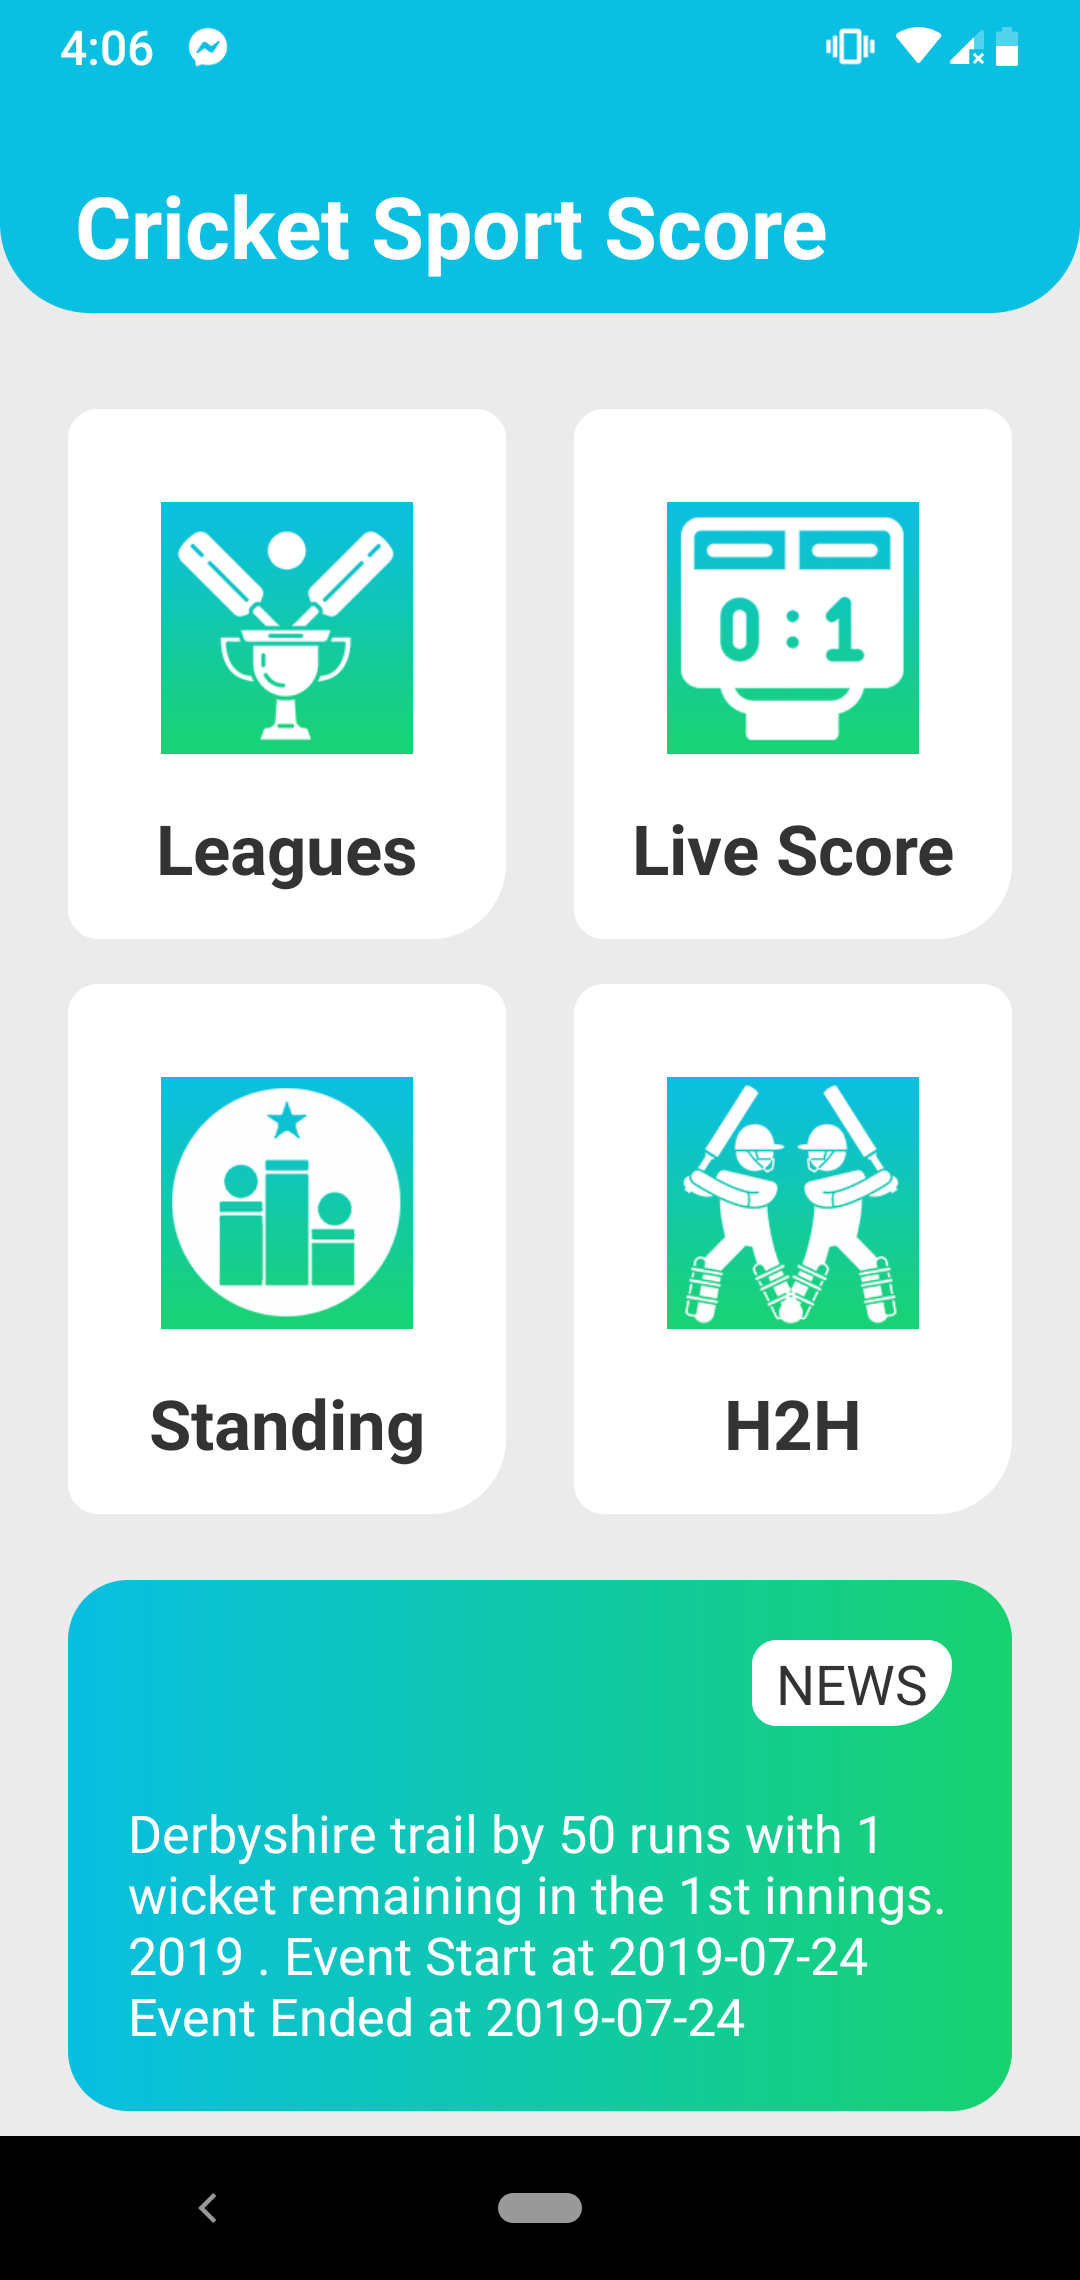 4:06
Cricket Sport Score
0:1
Leagues
Live Score
Standing
H2H
NEWS
Derbyshire trail by 50 runs with 1
wicket remaining in the 1st innings.
2019 . Event Start at 2019-07-24
Event Ended at 2019-07-24